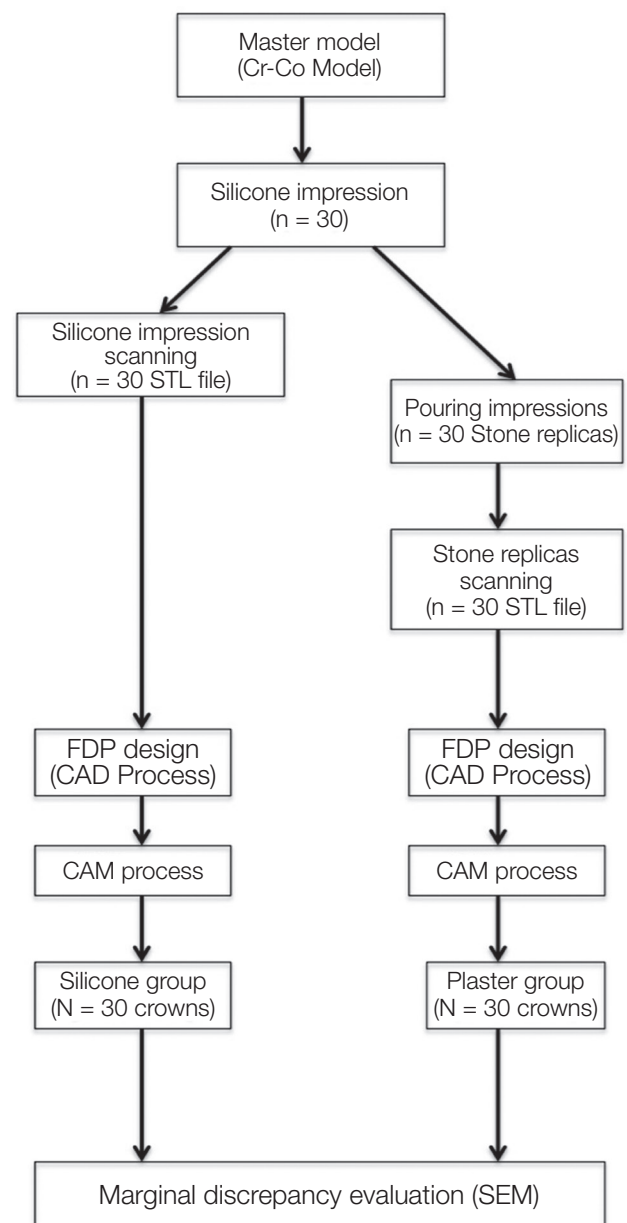 Master model
(Cr-Co Model)
Silicone impression
(n = 30)
Silicone impression
scanning
(n = 30 STL file)
Pouring impressions
(n = 30 Stone replicas)
Stone replicas
scanning
(n = 30 STL file)
FDP design
(CAD Process)
FDP design
(CAD Process)
CAM process
CAM process
Silicone group
(N = 30 crowns)
Plaster group
(N = 30 crowns)
Marginal discrepancy evaluation (SEM)